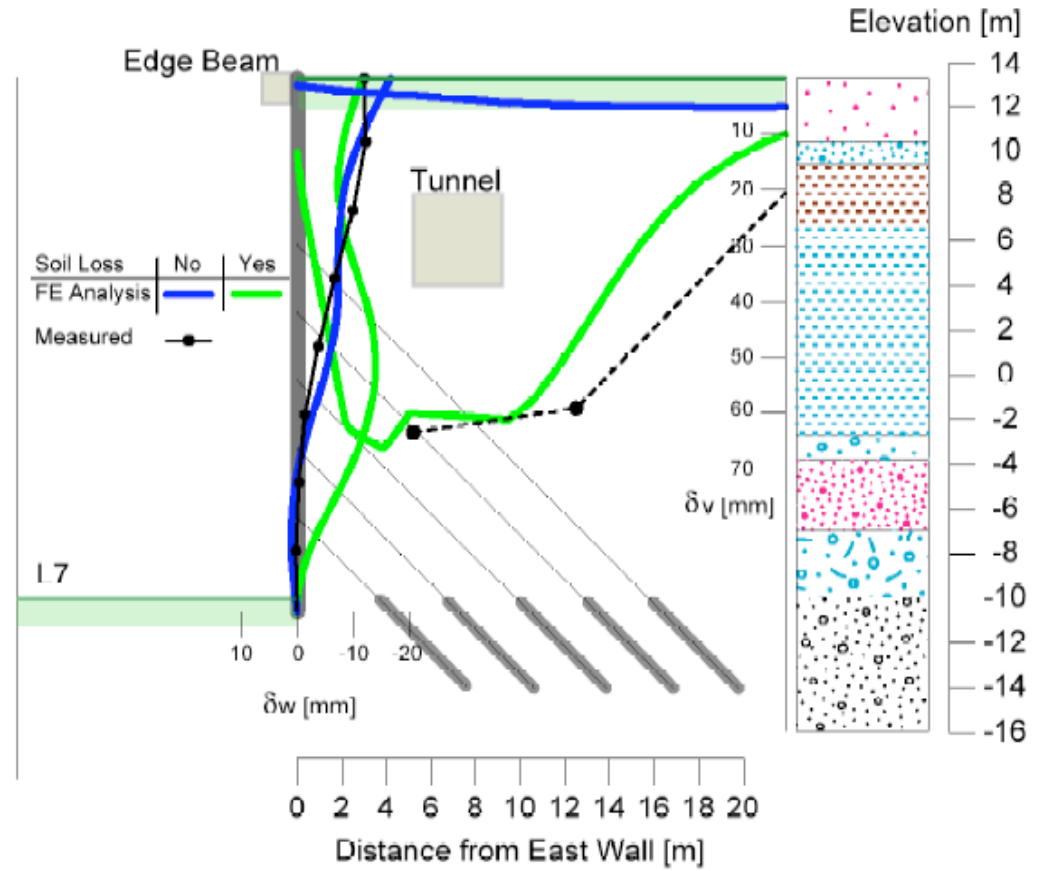 Elevation [m]
Edge Beam
14
12
10
8
6
4
2
0
-2
-4
-6
-8
-10
-12
-14
-16
10
20
30
40
50
60
70
δv [mm]
Tunnel
Soil Loss No Yes
FE Analysis
Measured
L7
10 0 -10 -20
δw [mm]
0 2 4 6 8 10 12 14 16 18 20
Distance from East Wall [m]